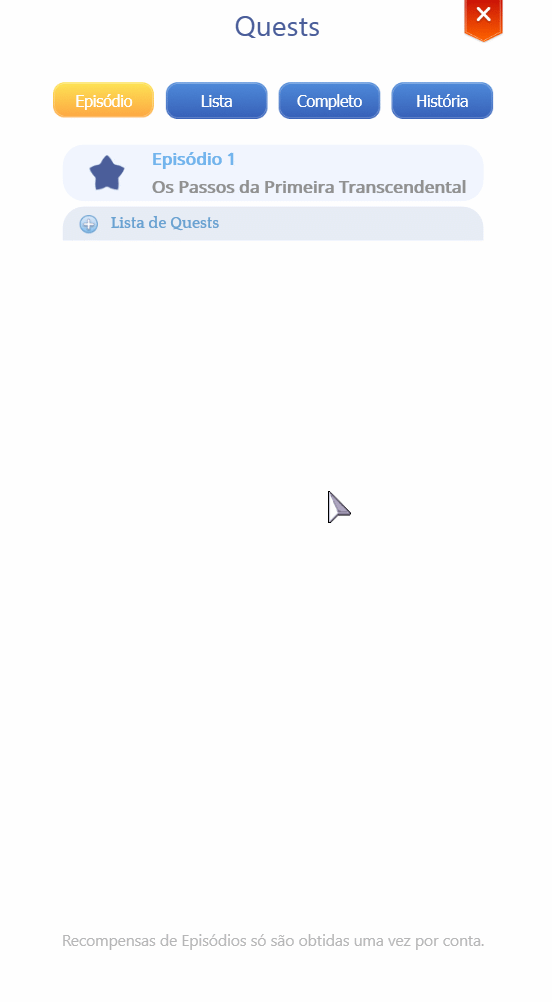 Quests
Episódio
Lista
Completo
História
Episódio 1
Os Passos da Primeira Transcendental
Lista de Quests
Recompensas de Episódios só são obtidas uma vez por conta.